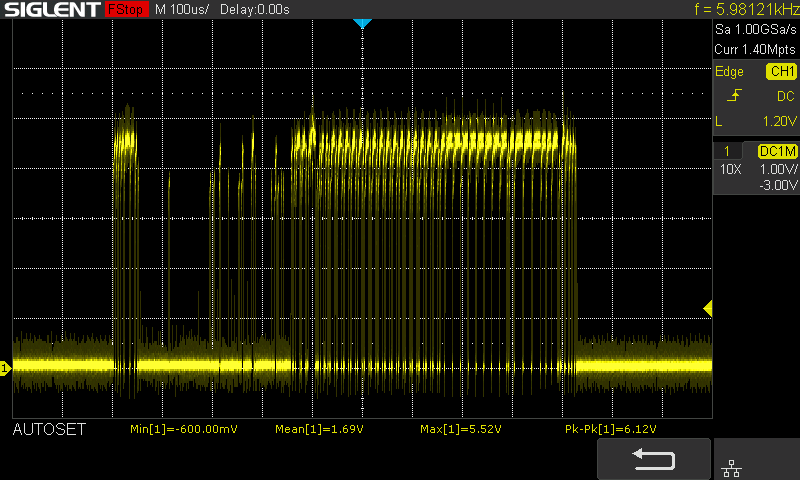 SIGLENT FStop M 100us/ Delay:0.00s f = 5.98121kHz
Sa 1.00GSa/s
Curr 1.40Mpts
Edge CH1
DC
L 1.20V
1 DC1M
10X 1.00V/
-3.00V
1
AUTOSET Min[1]=-600.00mV Mean[1]=1.69V Max[1]=5.52V Pk-Pk[1]=6.12V